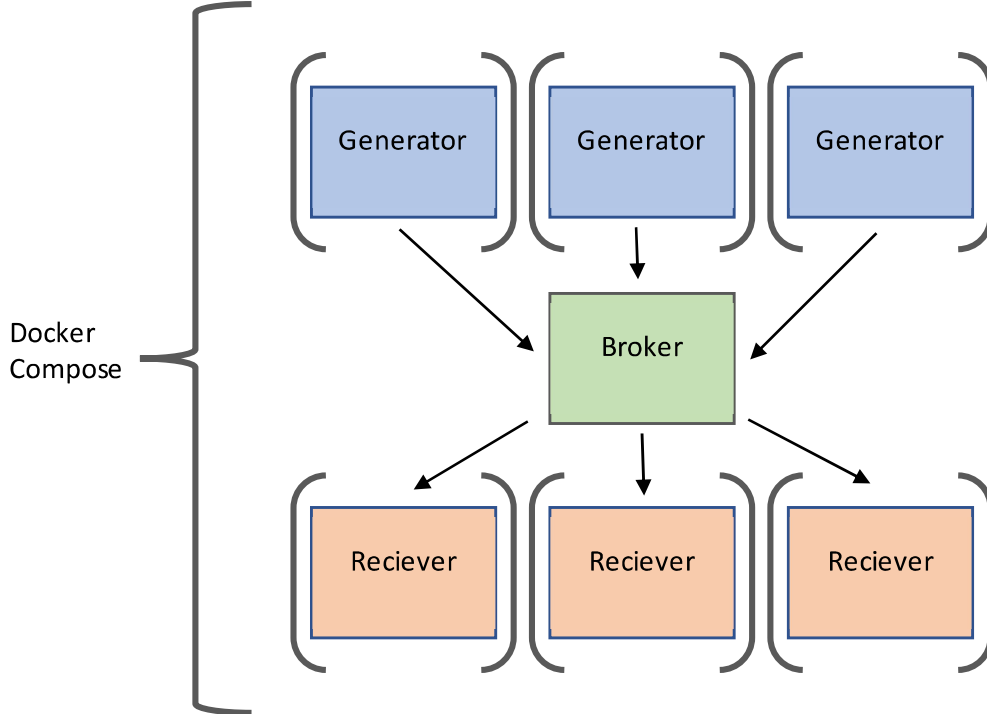 Generator
Generator
Generator
Docker
Compose
Broker
Reciever
Reciever
Reciever